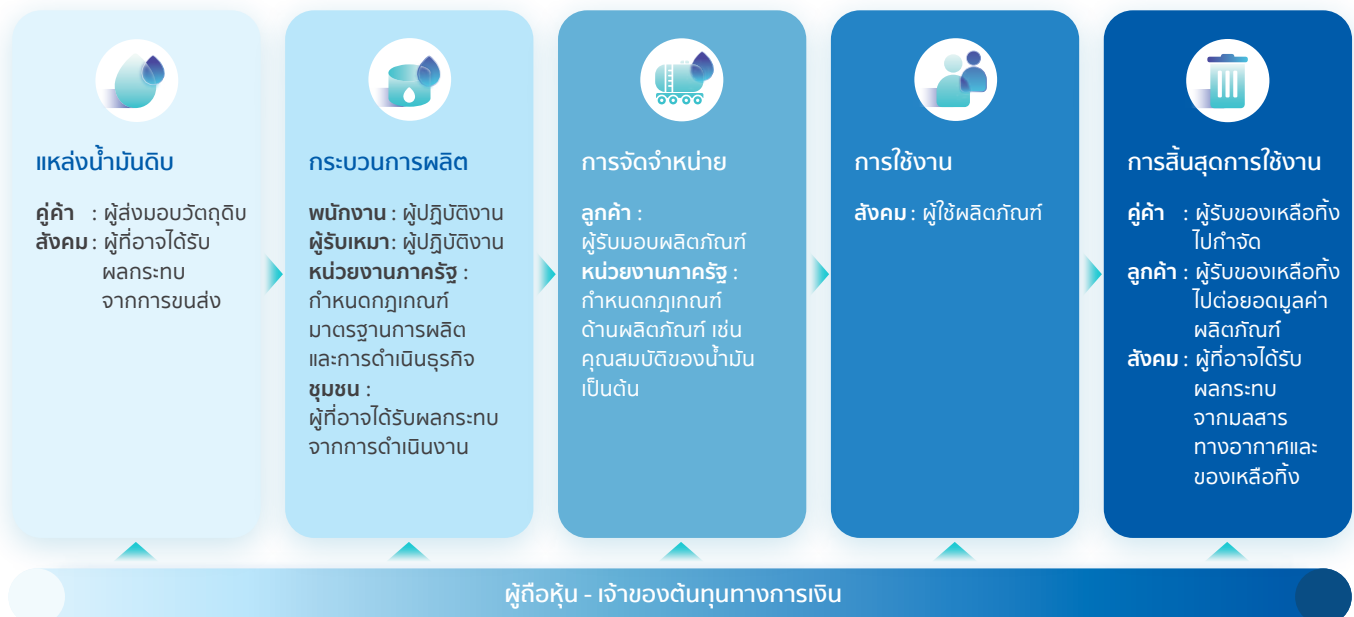 แหล่งน้ำมันดิบ
คู่ค้า : ผู้ส่งมอบวัตถุดิบ
สังคม : ผู้ที่อาจได้รับ
ผลกระทบ
จากการขนส่ง
กระบวนการผลิต
พนักงาน : ผู้ปฏิบัติงาน
ผู้รับเหมา : ผู้ปฏิบัติงาน
หน่วยงานภาครัฐ :
กำหนดกฎเกณฑ์
มาตรฐานการผลิต
และการดำเนินธุรกิจ
ชุมชน :
ผู้ที่อาจได้รับผลกระทบ
จากการดำเนินงาน
การจัดจำหน่าย
ลูกค้า :
ผู้รับมอบผลิตภัณฑ์
หน่วยงานภาครัฐ :
กำหนดกฎเกณฑ์
ด้านผลิตภัณฑ์ เช่น
คุณสมบัติของน้ำมัน
เป็นต้น
การใช้งาน
สังคม : ผู้ใช้ผลิตภัณฑ์
การสิ้นสุดการใช้งาน
คู่ค้า : ผู้รับของเหลือทิ้ง
ไปกำจัด
ลูกค้า : ผู้รับของเหลือทิ้ง
ไปต่อยอดมูลค่า
ผลิตภัณฑ์
สังคม : ผู้ที่อาจได้รับ
ผลกระทบ
จากมลสาร
ทางอากาศและ
ของเหลือทิ้ง
ผู้ถือหุ้น - เจ้าของต้นทุนทางการเงิน